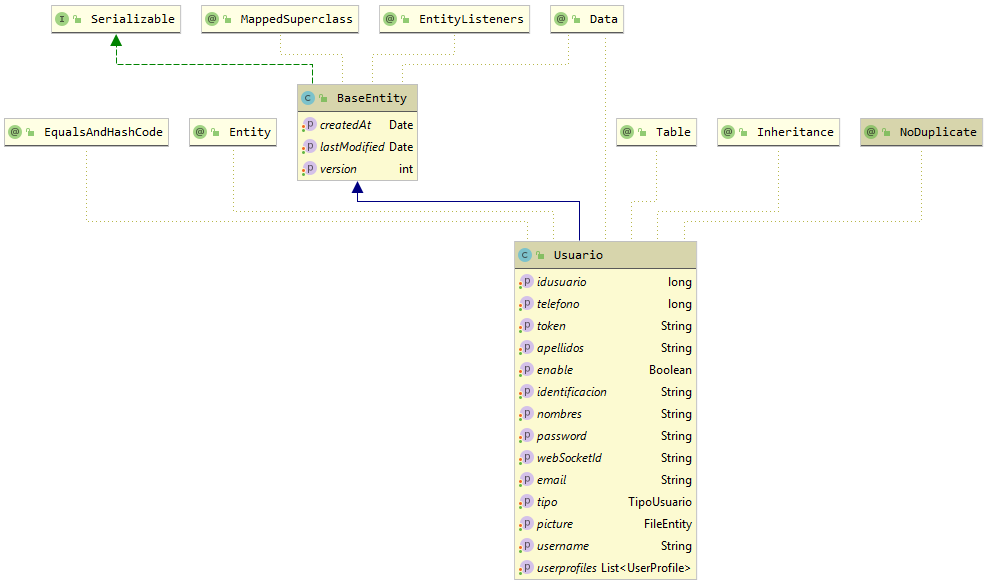 Serializable
MappedSuperclass
EntityListeners
Data
BaseEntity
createdAt Date
lastModified Date
version int
EqualsAndHashCode
Entity
Table
Inheritance
NoDuplicate
Usuario
idusuario long
telefono long
token String
apellidos String
enable Boolean
identificacion String
nombres String
password String
webSocketId String
email String
tipo TipoUsuario
picture FileEntity
username String
userprofiles List<UserProfile>